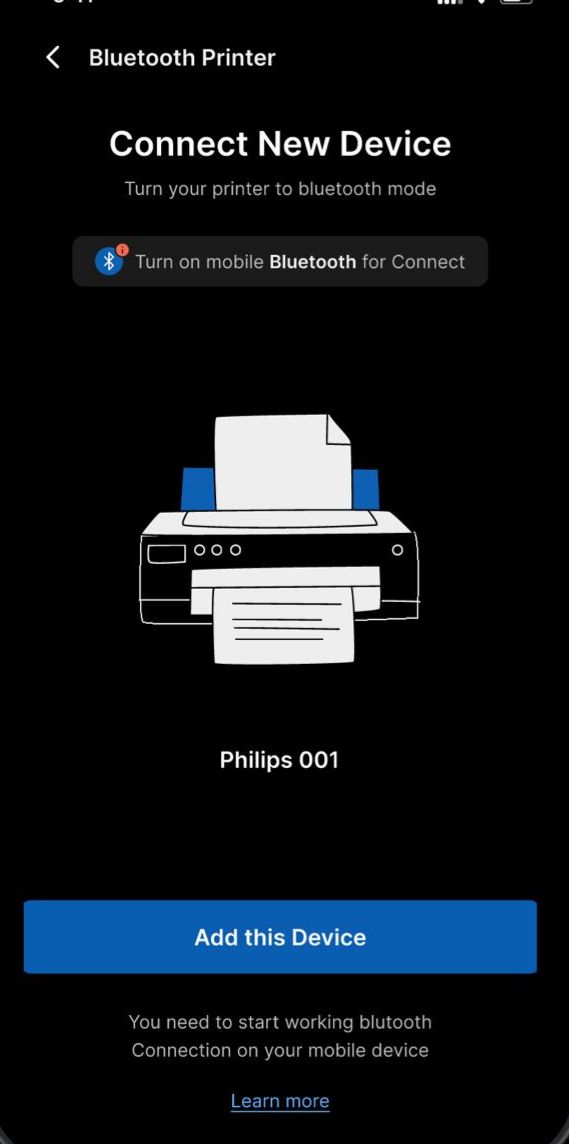 Bluetooth Printer
Connect New Device
Turn your printer to bluetooth mode
Turn on mobile Bluetooth for Connect
Philips 001
Add this Device
You need to start working blutooth
Connection on your mobile device
Learn more